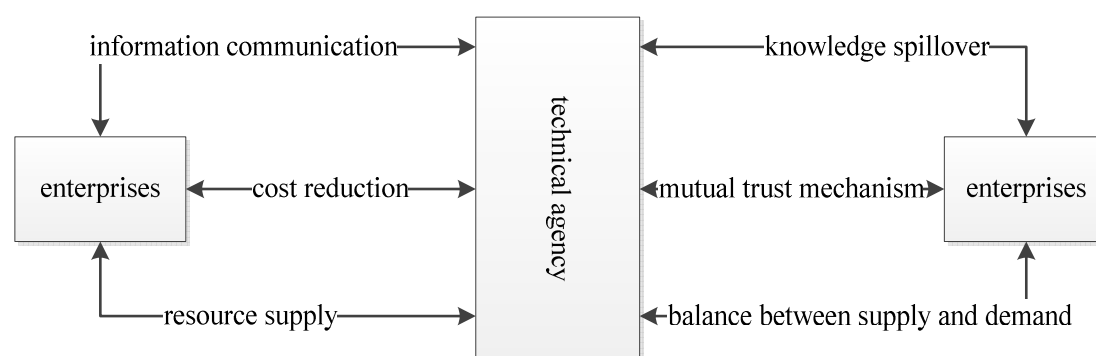 information communication
knowledge spillover
enterprises
cost reduction
technical agency
mutual trust mechanism
enterprises
resource supply
balance between supply and demand